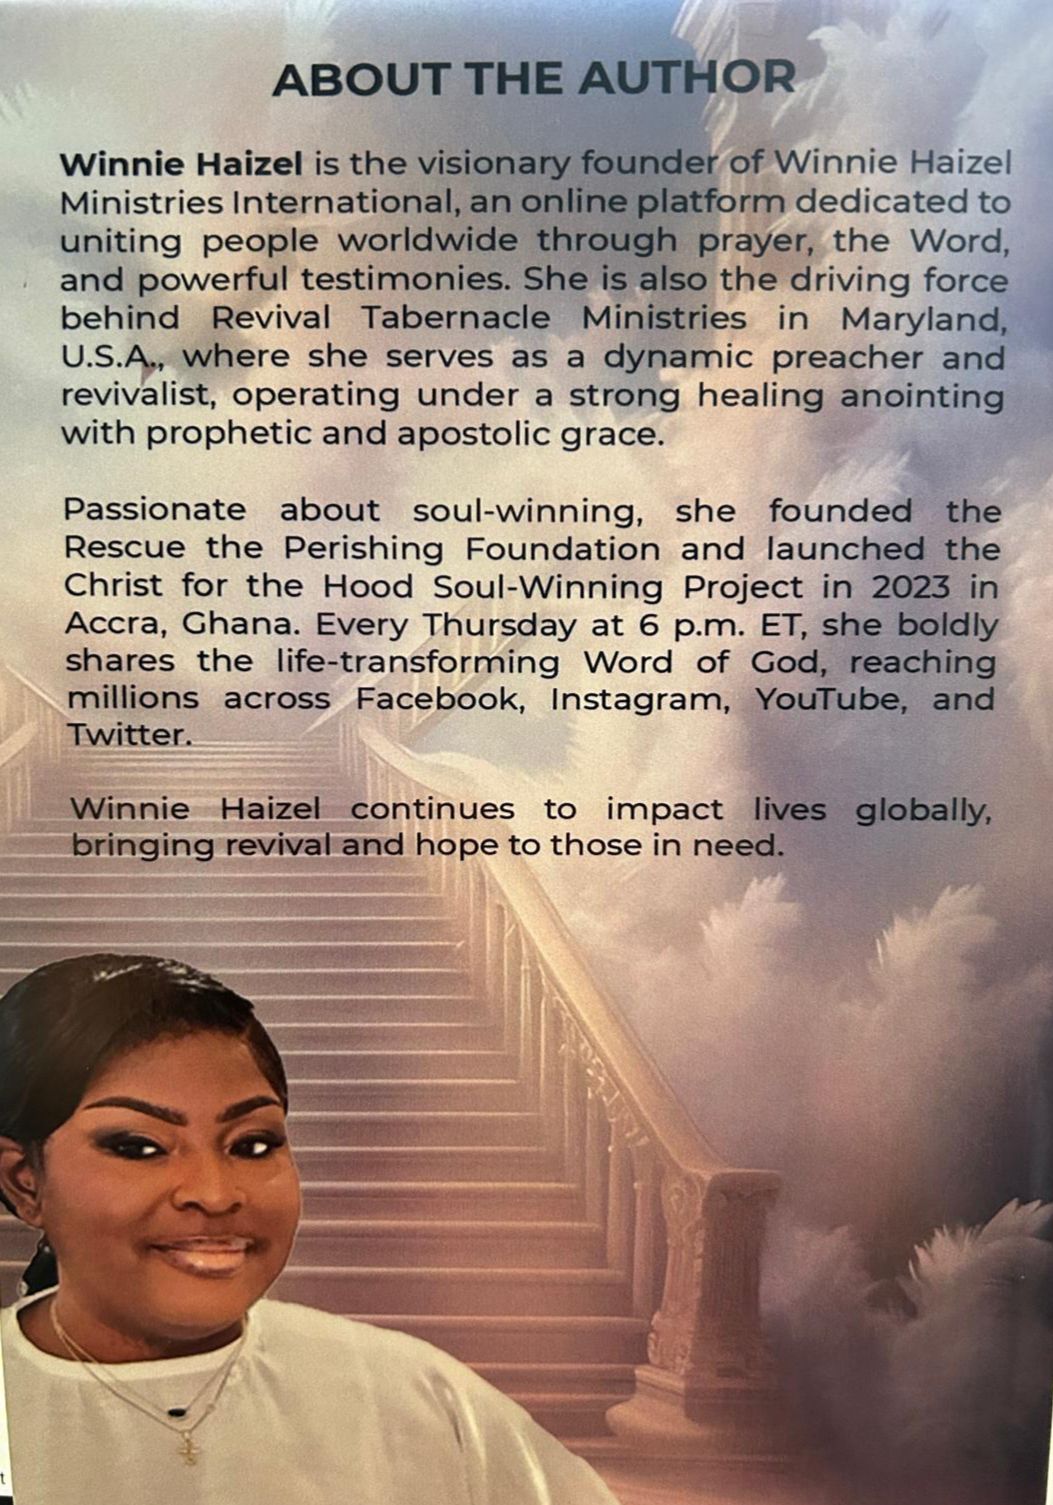 ABOUT THE AUTHOR
Winnie Haizel is the visionary founder of Winnie Haizel
Ministries International, an online platform dedicated to
uniting people worldwide through prayer, the Word,
and powerful testimonies. She is also the driving force
behind Revival Tabernacle Ministries in Maryland,
U.S.A., where she serves as a dynamic preacher and
revivalist, operating under a strong healing anointing
with prophetic and apostolic grace.
Passionate about soul-winning, she founded the
Rescue the Perishing Foundation and launched the
Christ for the Hood Soul-Winning Project in 2023 in
Accra, Ghana. Every Thursday at 6 p.m. ET, she boldly
shares the life-transforming Word of God, reaching
millions across Facebook, Instagram, YouTube, and
Twitter.
Winnie Haizel continues to impact lives globally,
bringing revival and hope to those in need.